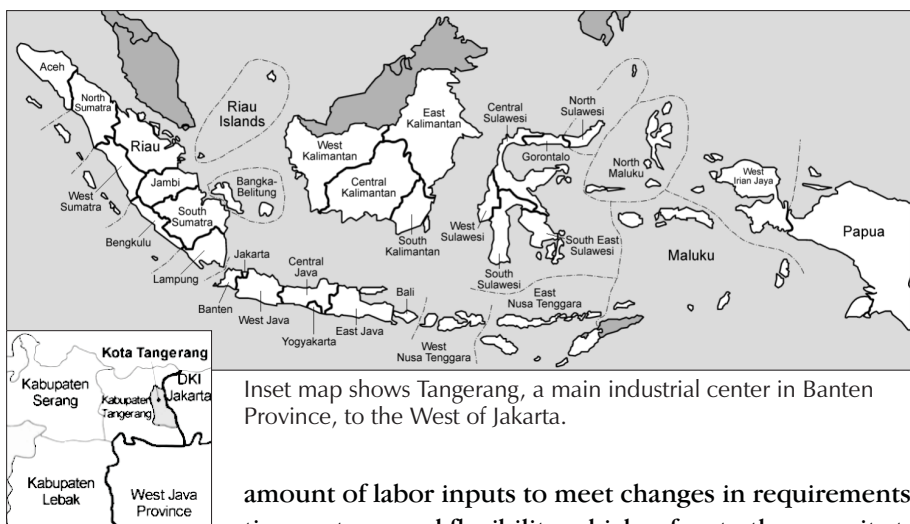 Aceh
North
Sumatra
Riau
Islands
Riau
West
Sumatra
Jambi
Bangka-
Belitung
South
Sumatra
Bengkulu
Lampung
West
Kalimantan
East
Kalimantan
Central
Kalimantan
South
Kalimantan
Central
Sulawesi
North
Sulawesi
Gorontalo
West
Sulawesi
South
Sulawesi
South East
Sulawesi
North
Maluku
West
Irian Jaya
Papua
Maluku
Jakarta
Banten
West Java
Central
Java
Yogyakarta
East Java
Bali
West
Nusa Tenggara
East
Nusa Tenggara
Kota Tangerang
Kabupaten
Serang
Kabupaten
Tangerang
DKI
Jakarta
Kabupaten
Lebak
West Java
Province
Inset map shows Tangerang, a main industrial center in Banten
Province, to the West of Jakarta.
amount of labor inputs to meet changes in requirements